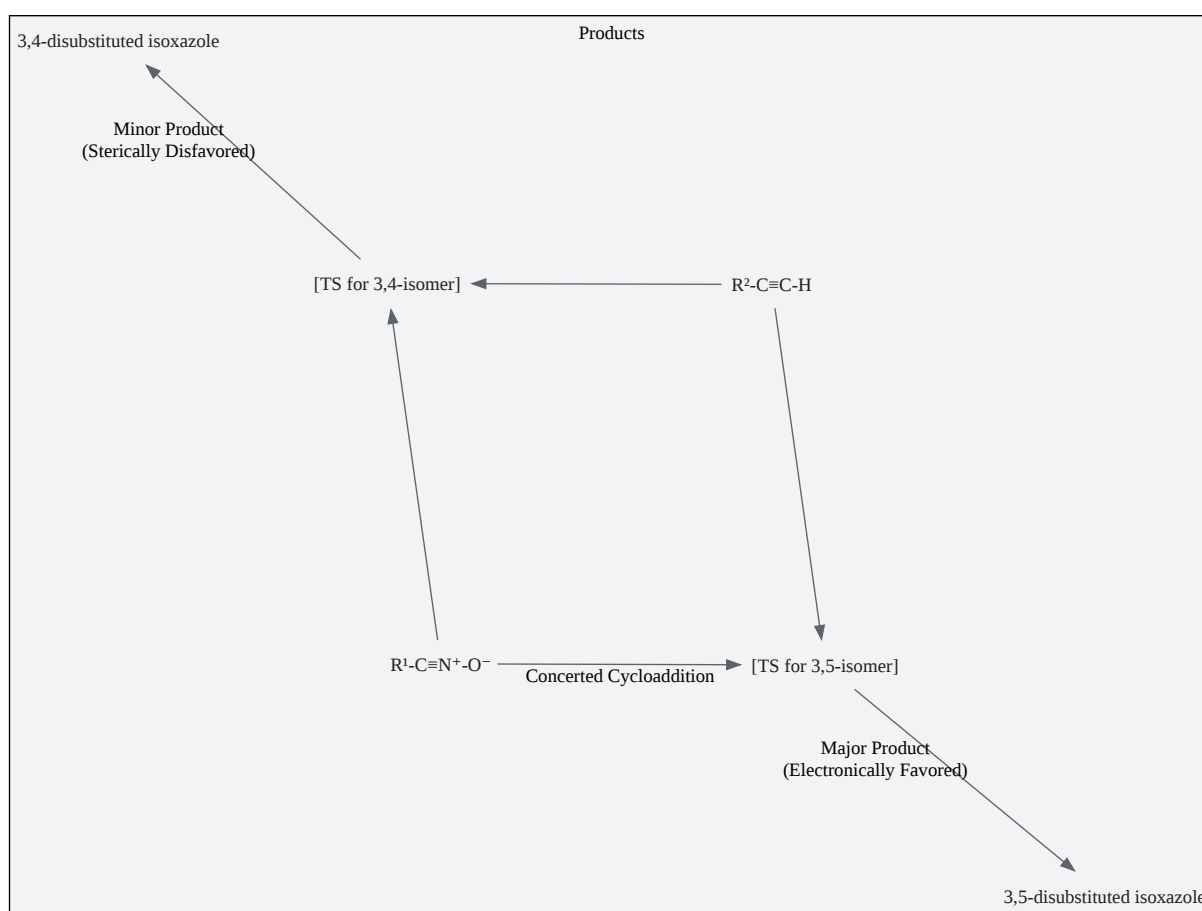 Products
3,4-disubstituted isoxazole
Minor Product
(Sterically Disfavored)
[TS for 3,4-isomer]
R²-C≡C-H
R¹-C≡N⁺-O⁻
Concerted Cycloaddition
[TS for 3,5-isomer]
Major Product
(Electronically Favored)
3,5-disubstituted isoxazole